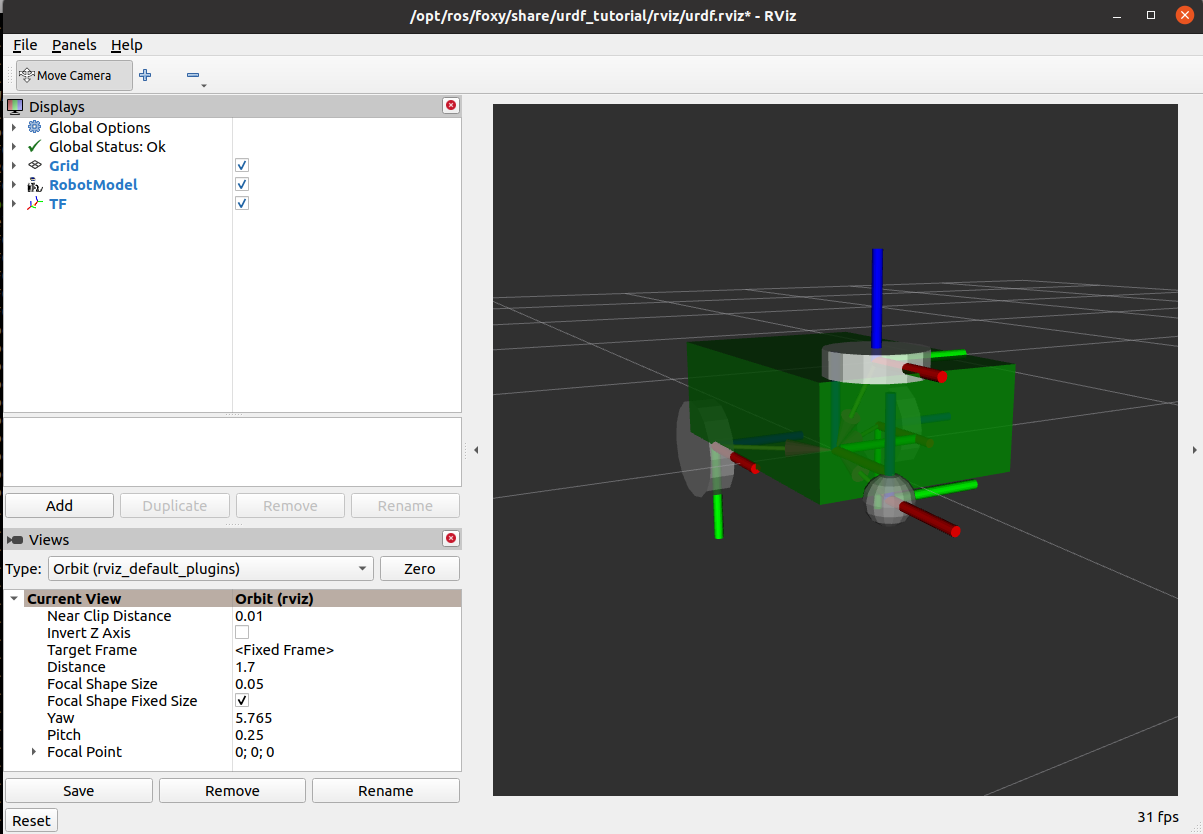 /opt/ros/foxy/share/urdf_tutorial/rviz/urdf.rviz* - RViz
File Panels Help
Move Camera
Displays
Global Options
Global Status: Ok
Grid
RobotModel
TF
Add Duplicate Remove Rename
Views
Type: Orbit (rviz_default_plugins) Zero
Current View Orbit (rviz)
Near Clip Distance 0.01
Invert Z Axis
Target Frame <Fixed Frame>
Distance 1.7
Focal Shape Size 0.05
Focal Shape Fixed Size
Yaw 5.765
Pitch 0.25
Focal Point 0; 0; 0
Save Remove Rename
Reset
31 fps